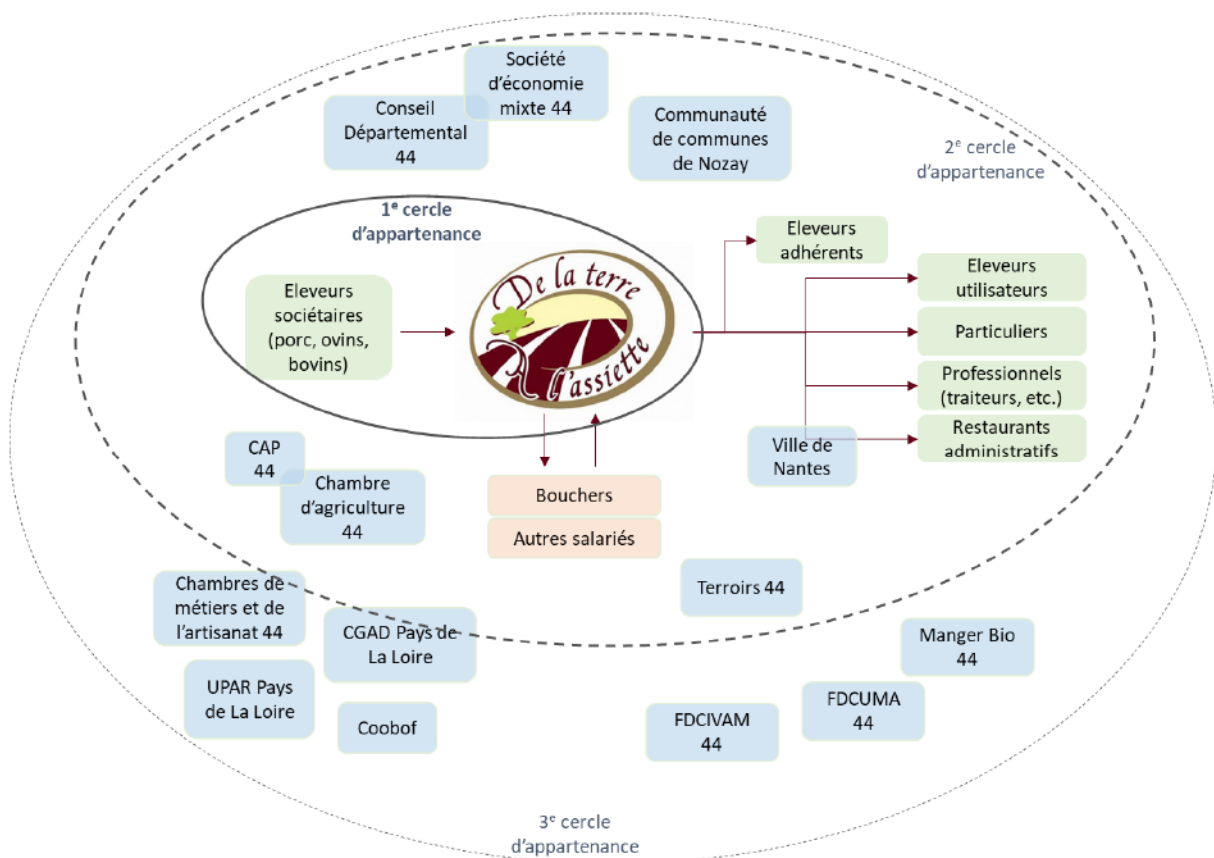 Société
d'économie
mixte 44
Conseil
Départemental
44
Communauté
de communes
de Nozay
2e cercle
d'appartenance
1e cercle
d'appartenance
Eleveurs
adhérents
De la terre
A l'assiette
Eleveurs
sociétaires
(porc, ovins,
bovins)
Eleveurs
utilisateurs
Particuliers
Professionnels
(traiteurs, etc.)
Restaurants
administratifs
CAP
44
Ville de
Nantes
Chambre
d'agriculture
44
Bouchers
Autres salariés
Chambres de
métiers et de
l'artisanat 44
Terroirs 44
CGAD Pays de
La Loire
Manger Bio
44
UPAR Pays
de La Loire
Coobof
FDCIVAM
44
FDCUMA
44
3e cercle
d'appartenance